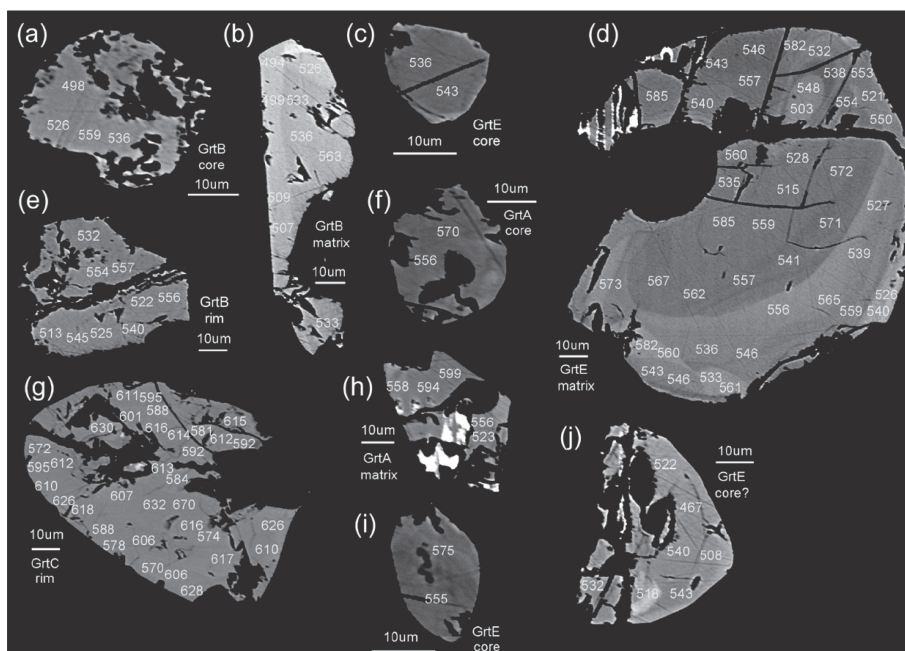 (a)
498
526 559 536
GrtB
core
10um
(b)
494
528
499 533
536
563
509
507
GrtB
matrix
10um
533
(c)
536
543
10um
GrtE
core
(d)
546 582 532
543
557
538 553
585
548
540
503
554 521
550
560
528
572
535
515
585 559
571
527
541
539
573
567
562
557
556
565
559
526
540
582
560
536
546
543
546
533
561
10um
GrtE
matrix
(e)
532
554 557
522 556
513
545
525
540
GrtB
rim
10um
(f)
10um
GrtA
core
570
556
(g)
611 595
588
601
630
616
614
581
615
612
592
592
572
595 612
613
584
610
626
618
607
632 670
588
616
574
626
578
606
617
610
570
606
628
10um
GrtC
rim
(h)
599
558 594
556
523
10um
GrtA
matrix
(i)
575
555
10um
GrtE
core
(j)
522
10um
GrtE
core?
467
540 508
532
518
543